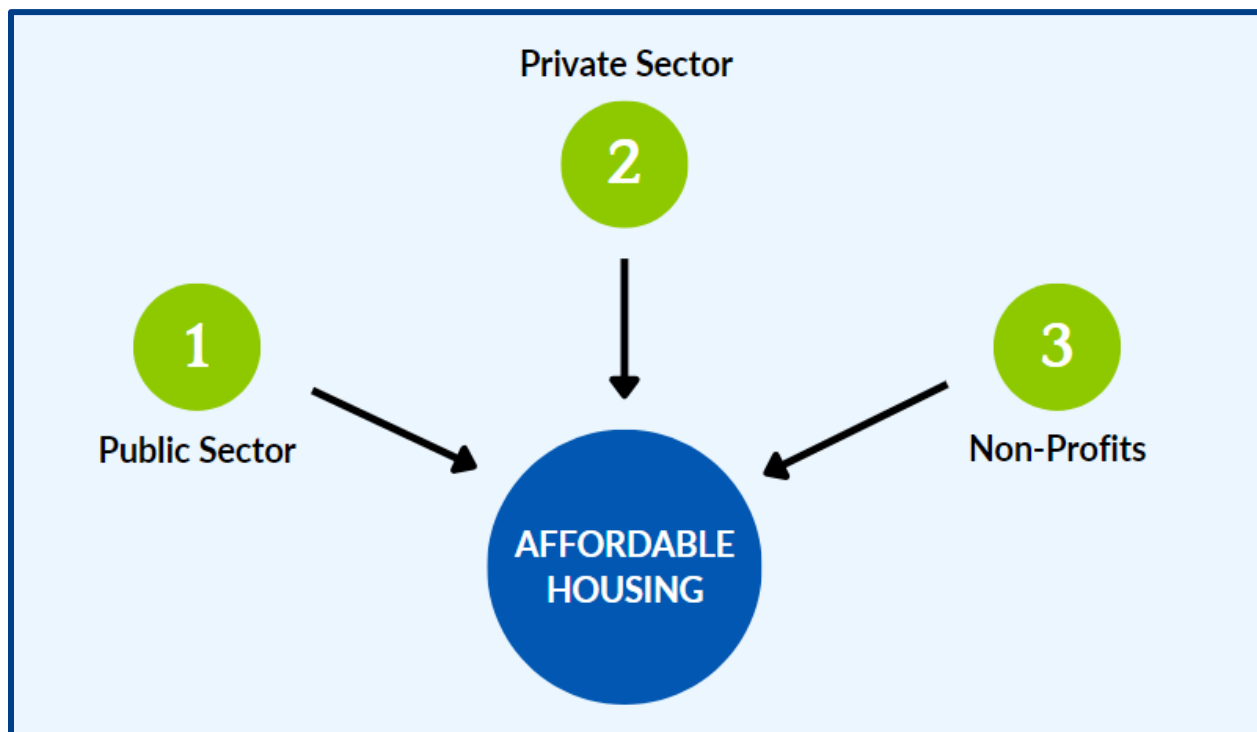 Private Sector
2
1
Public Sector
3
Non-Profits
AFFORDABLE
HOUSING